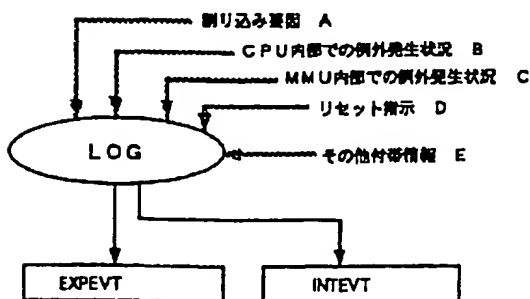 割り込み要因 A
CPU内部での例外発生状況 B
MMU内部での例外発生状況 C
リセット指示 D
LOG
その他付帯情報 E
EXPEVT
INTEVT